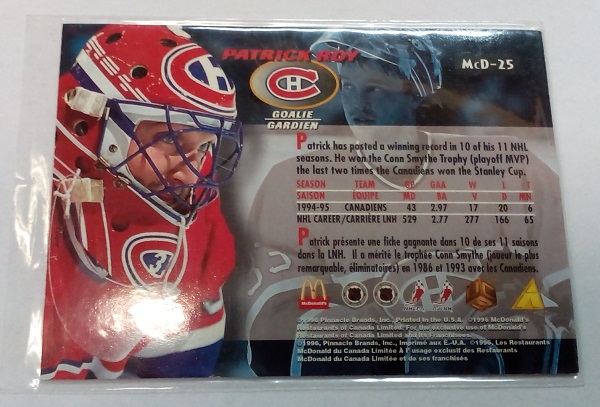 PATRICK ROY
McD-25
GOALIE
GARDIEN
Patrick has posted a winning record in 10 of his 11 NHL
seasons. He won the Conn Smythe Trophy (playoff MVP)
the last two times the Canadiens won the Stanley Cup.
SEASON TEAM GP GAA W L T
SAISON ÉQUIPE MD BA V D MN
1994-95 CANADIENS 43 2.97 17 20 6
NHL CAREER/CARRIÈRE LNH 529 2.77 277 166 65
Patrick présente une fiche gagnante dans 10 de ses 11 saisons
dans la LNH. Il a mérité le trophée Conn Smythe (joueur le plus
remarquable, éliminatoires) en 1986 et 1993 avec les Canadiens.
McDonald's
©1996 Pinnacle Brands, Inc., Printed in the U.S.A. ©1996 McDonald's
Restaurants of Canada Limited. For the exclusive use of McDonald's
Restaurants of Canada Limited and its Franchisees.
©1996, Pinnacle Brands, Inc., Imprimé aux É.-U.A. ©1996, Les Restaurants
McDonald du Canada Limitée À l'usage exclusif des Restaurants
McDonald du Canada Limitée et de ses franchisés